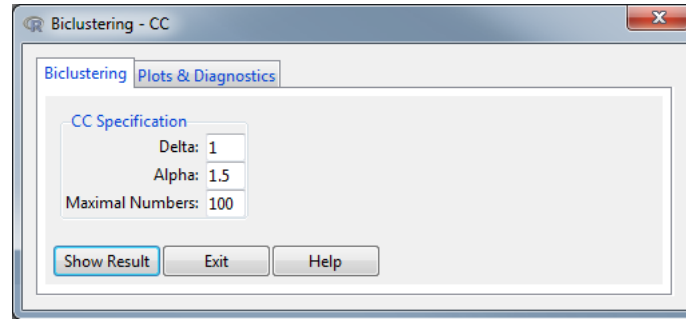 Biclustering - CC
Biclustering Plots & Diagnostics
CC Specification
Delta: 1
Alpha: 1.5
Maximal Numbers: 100
Show Result Exit Help